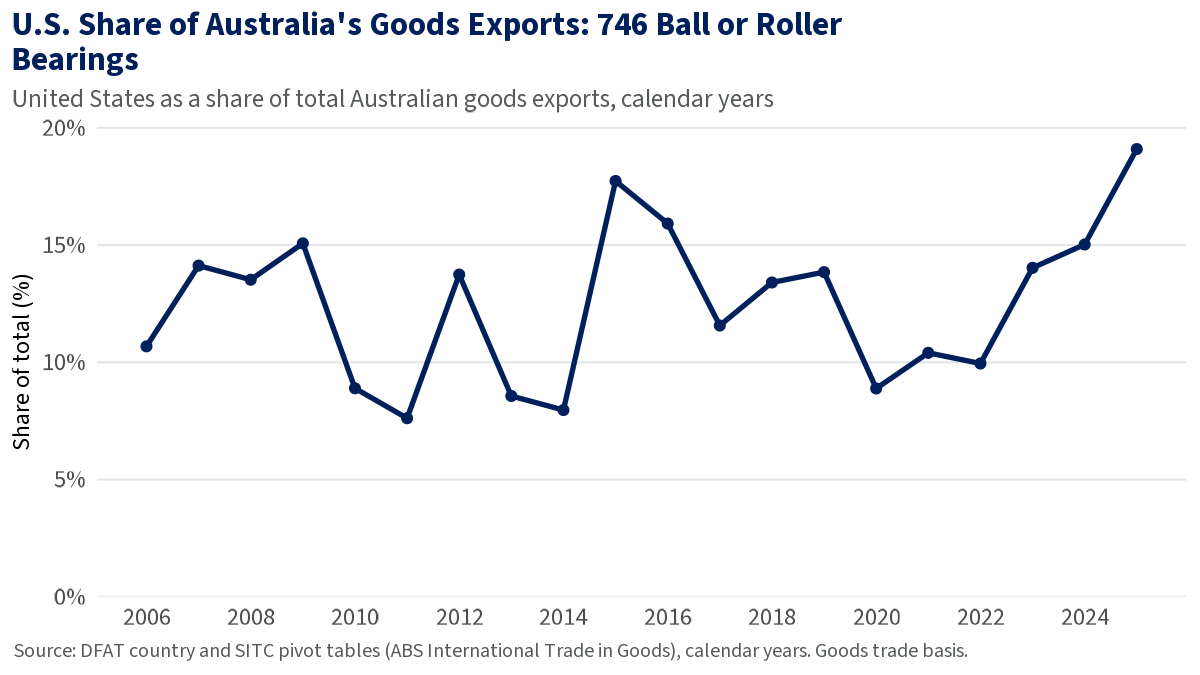 U.S. Share of Australia's Goods Exports: 746 Ball or Roller
Bearings
United States as a share of total Australian goods exports, calendar years
20%
15%
10%
5%
0%
Share of total (%)
2006 2008 2010 2012 2014 2016 2018 2020 2022 2024
Source: DFAT country and SITC pivot tables (ABS International Trade in Goods), calendar years. Goods trade basis.